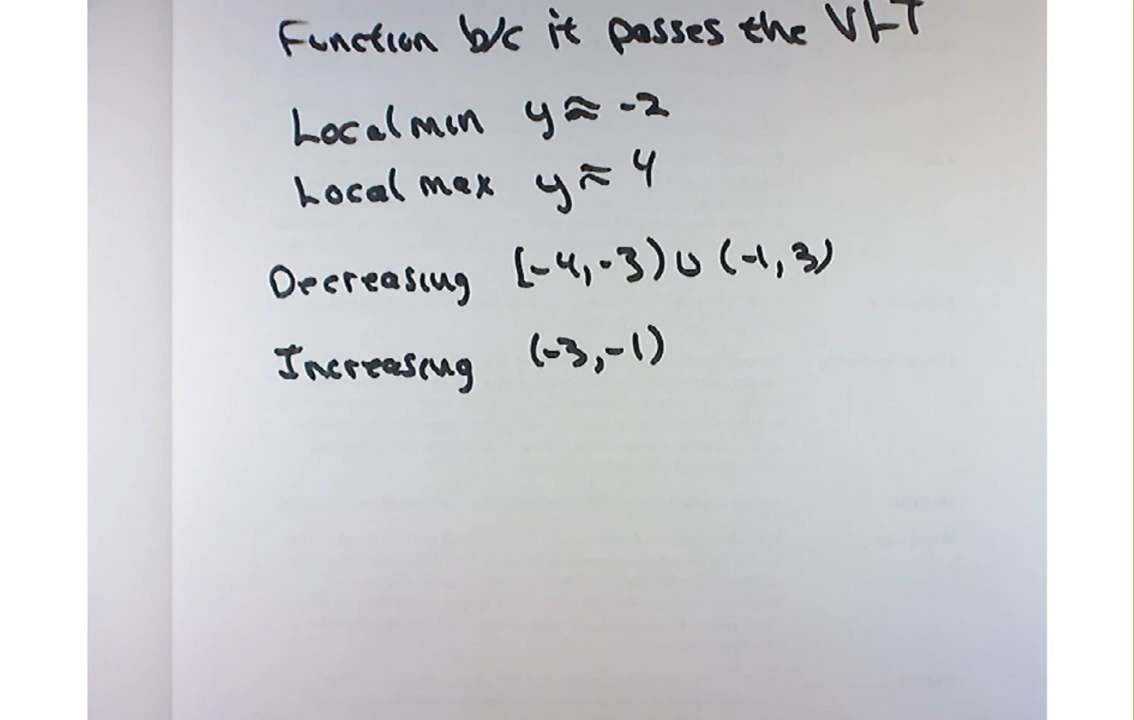 Function b/c it passes the VLT
Local min y ≈ -2
Local max y ≈ 4
Decreasing [-4,-3) ∪ (-1,3)
Increasing (-3,-1)